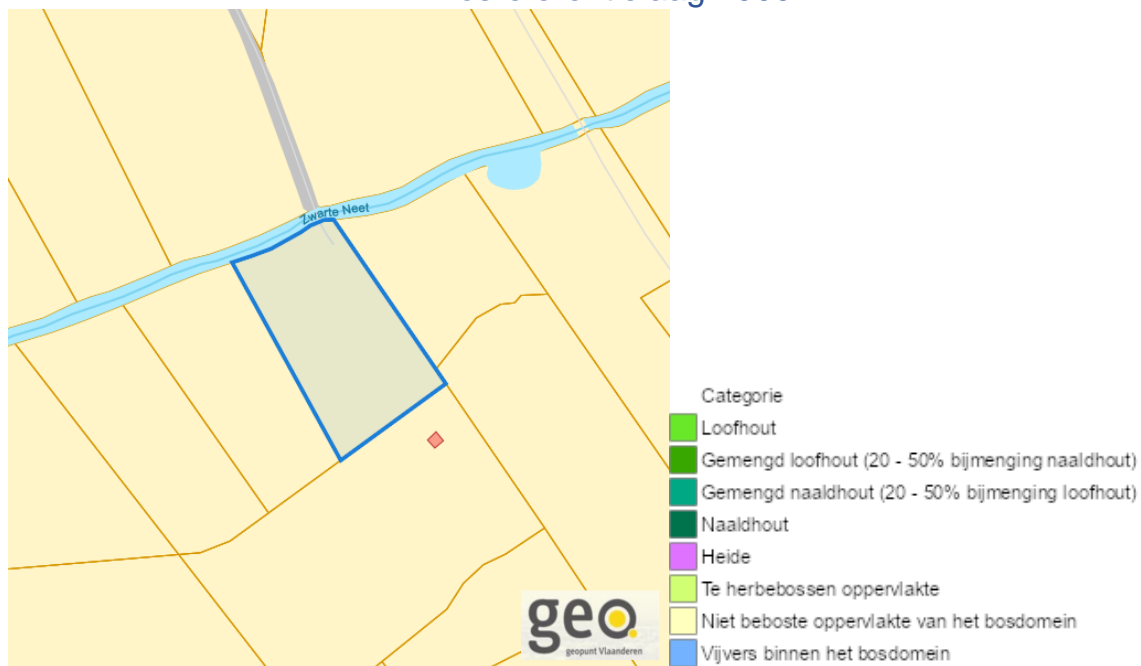 Zwarte Neet
Categorie
Loofhout
Gemengd loofhout (20 - 50% bijmenging naaldhout)
Gemengd naaldhout (20 - 50% bijmenging loofhout)
Naaldhout
Heide
Te herbebossen oppervlakte
Niet beboste oppervlakte van het bosdomein
Vijvers binnen het bosdomein
geo.
geopunt Vlaanderen